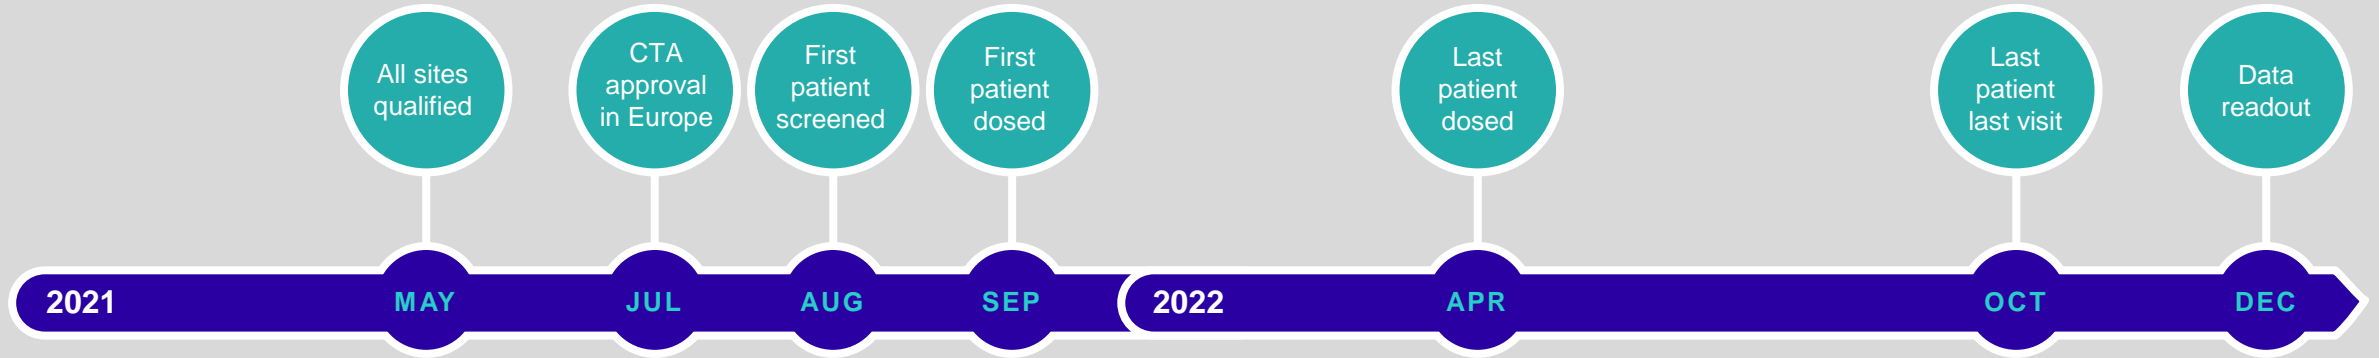 All sites
qualified
CTA
approval
in Europe
First
patient
screened
First
patient
dosed
Last
patient
dosed
Last
patient
last visit
Data
readout
2021 MAY JUL AUG SEP 2022 APR OCT DEC